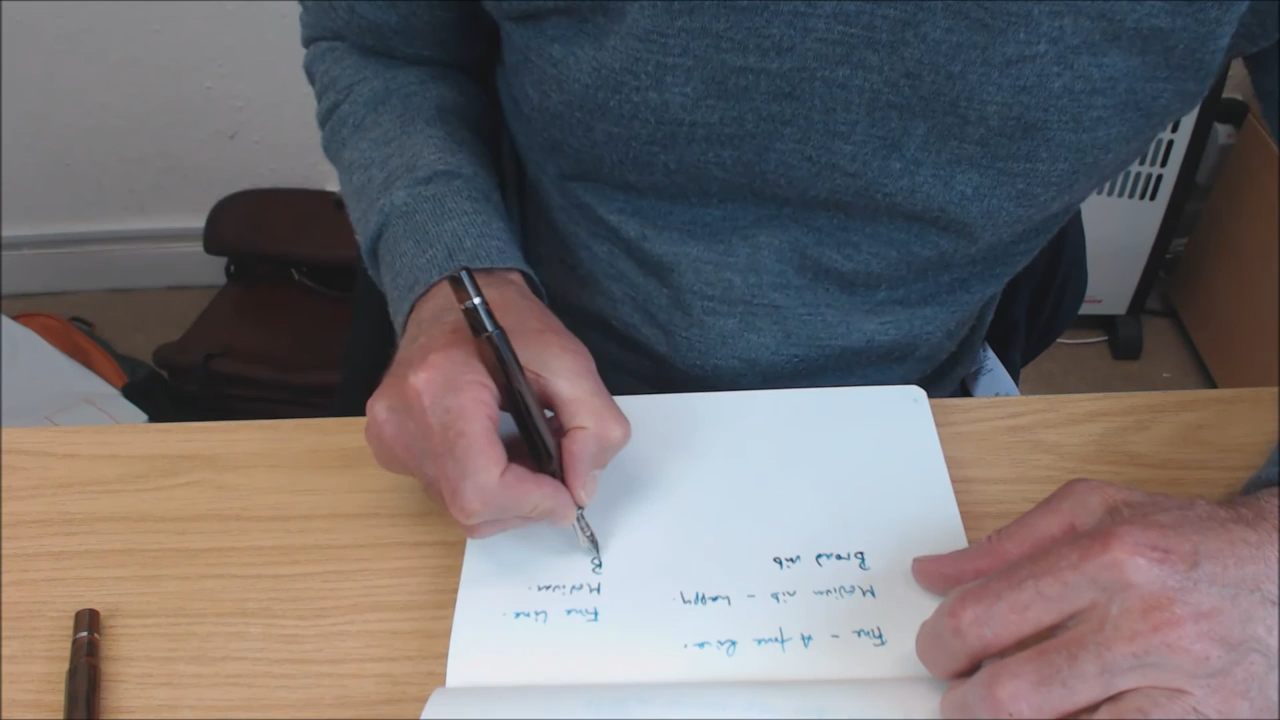 Fine - A fine line.
Medium nib - happy.
Broad nib
Fine Line.
Medium.
B